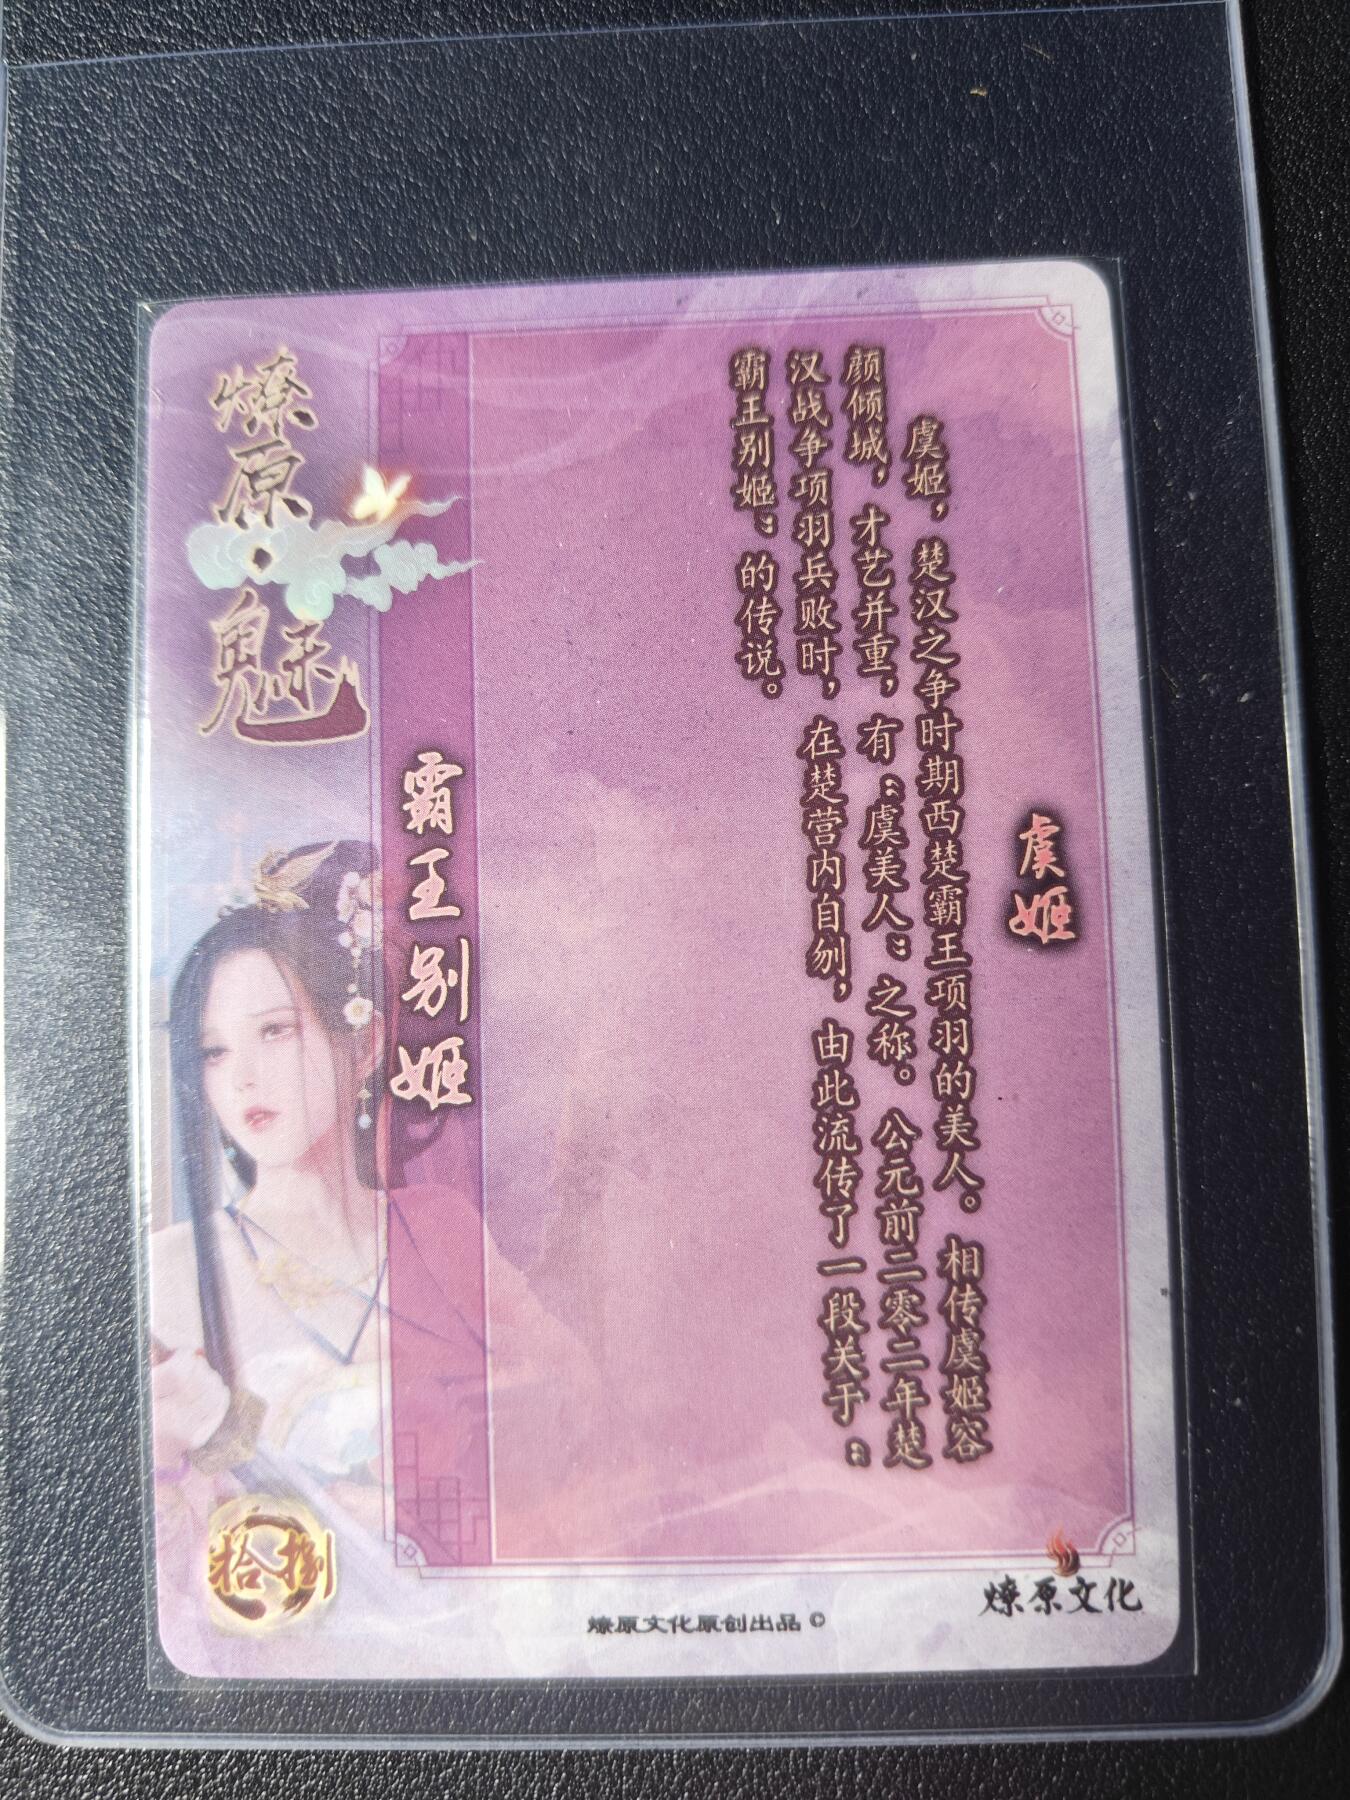 虞姬
虞姬，楚汉之争时期西楚霸王项羽的美人。相传虞姬容
颜倾城，才艺并重，有“虞美人”之称。公元前二零二年楚
汉战争项羽兵败时，在楚营内自刎，由此流传了一段关于“
霸王别姬”的传说。
霸王别姬
燎原·魅
拾捌
燎原文化原创出品 ©
燎原文化